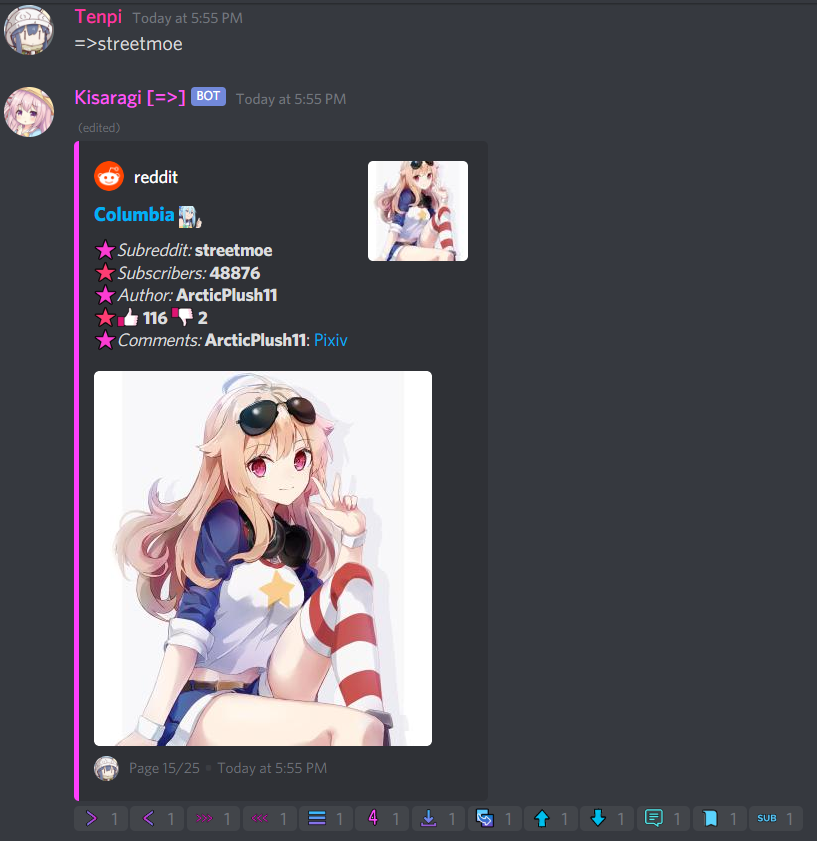 Tenpi Today at 5:55 PM
=>streetmoe
Kisaragi [=>] BOT Today at 5:55 PM
(edited)
reddit
Columbia
Subreddit: streetmoe
Subscribers: 48876
Author: ArcticPlush11
116 2
Comments: ArcticPlush11: Pixiv
Page 15/25 • Today at 5:55 PM
> 1 < 1 >>> 1 <<< 1 1 4 1 1 1 1 1 1 1 SUB 1